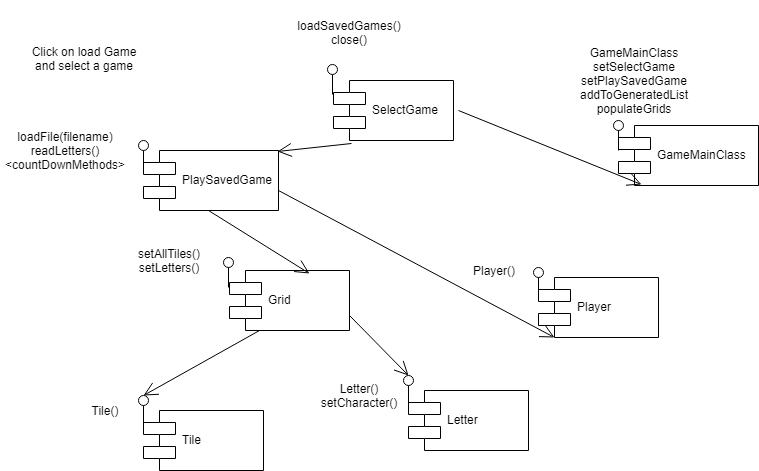 loadSavedGames()
close()
Click on load Game
and select a game
GameMainClass
setSelectGame
setPlaySavedGame
addToGeneratedList
populateGrids
SelectGame
loadFile(filename)
readLetters()
<countDownMethods>
GameMainClass
PlaySavedGame
setAllTiles()
setLetters()
Player()
Grid
Player
Letter()
setCharacter()
Tile()
Letter
Tile